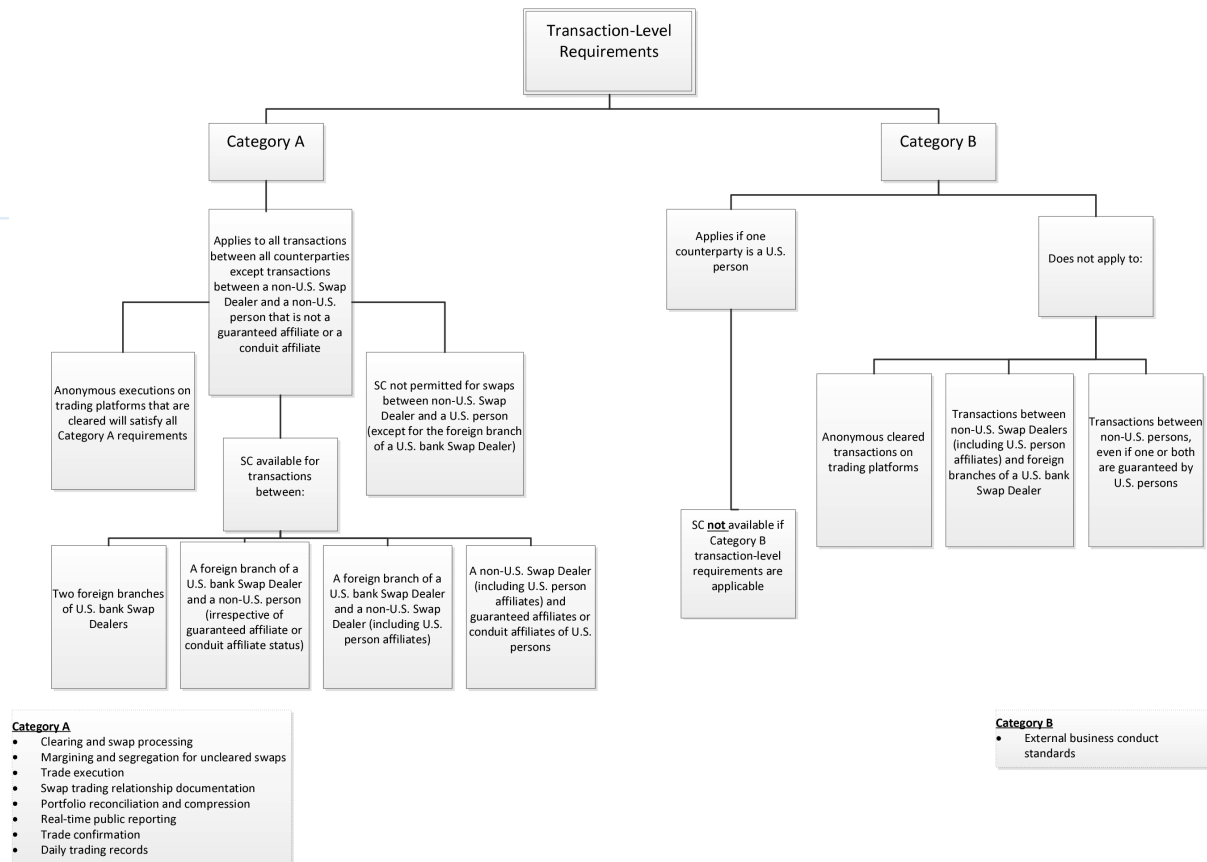 Transaction-Level
Requirements
Category A
Category B
Applies to all transactions
between all counterparties
except transactions
between a non-U.S. Swap
Dealer and a non-U.S.
person that is not a
guaranteed affiliate or a
conduit affiliate
Applies if one
counterparty is a U.S.
person
Does not apply to:
Anonymous executions on
trading platforms that are
cleared will satisfy all
Category A requirements
SC not permitted for swaps
between non-U.S. Swap
Dealer and a U.S. person
(except for the foreign branch
of a U.S. bank Swap Dealer)
SC available for
transactions
between:
Anonymous cleared
transactions on
trading platforms
Transactions between
non-U.S. Swap Dealers
(including U.S. person
affiliates) and foreign
branches of a U.S. bank
Swap Dealer
Transactions between
non-U.S. persons,
even if one or both
are guaranteed by
U.S. persons
SC not available if
Category B
transaction-level
requirements are
applicable
Two foreign branches
of U.S. bank Swap
Dealers
A foreign branch of a
U.S. bank Swap Dealer
and a non-U.S. person
(irrespective of
guaranteed affiliate or
conduit affiliate status)
A foreign branch of a
U.S. bank Swap Dealer
and a non-U.S. Swap
Dealer (including U.S.
person affiliates)
A non-U.S. Swap Dealer
(including U.S. person
affiliates) and
guaranteed affiliates or
conduit affiliates of U.S.
persons
Category A
• Clearing and swap processing
• Margining and segregation for uncleared swaps
• Trade execution
• Swap trading relationship documentation
• Portfolio reconciliation and compression
• Real-time public reporting
• Trade confirmation
• Daily trading records
Category B
• External business conduct
standards